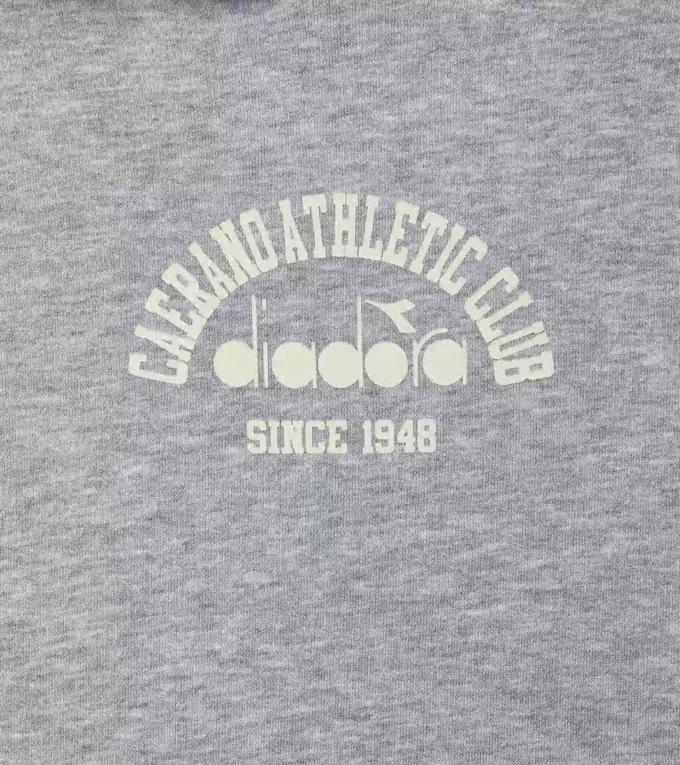 CAERANO ATHLETIC CLUB
diadora
SINCE 1948